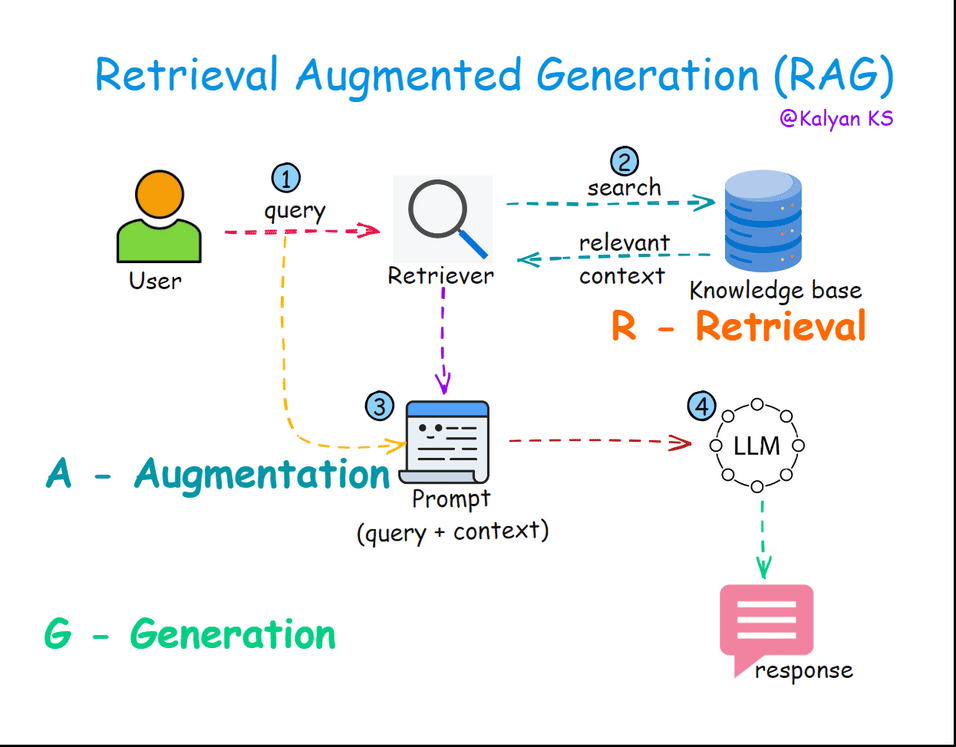 Retrieval Augmented Generation (RAG)
@Kalyan KS
1
query
2
search
relevant
context
User
Retriever
Knowledge base
R - Retrieval
3
4
LLM
A - Augmentation
Prompt
(query + context)
G - Generation
response